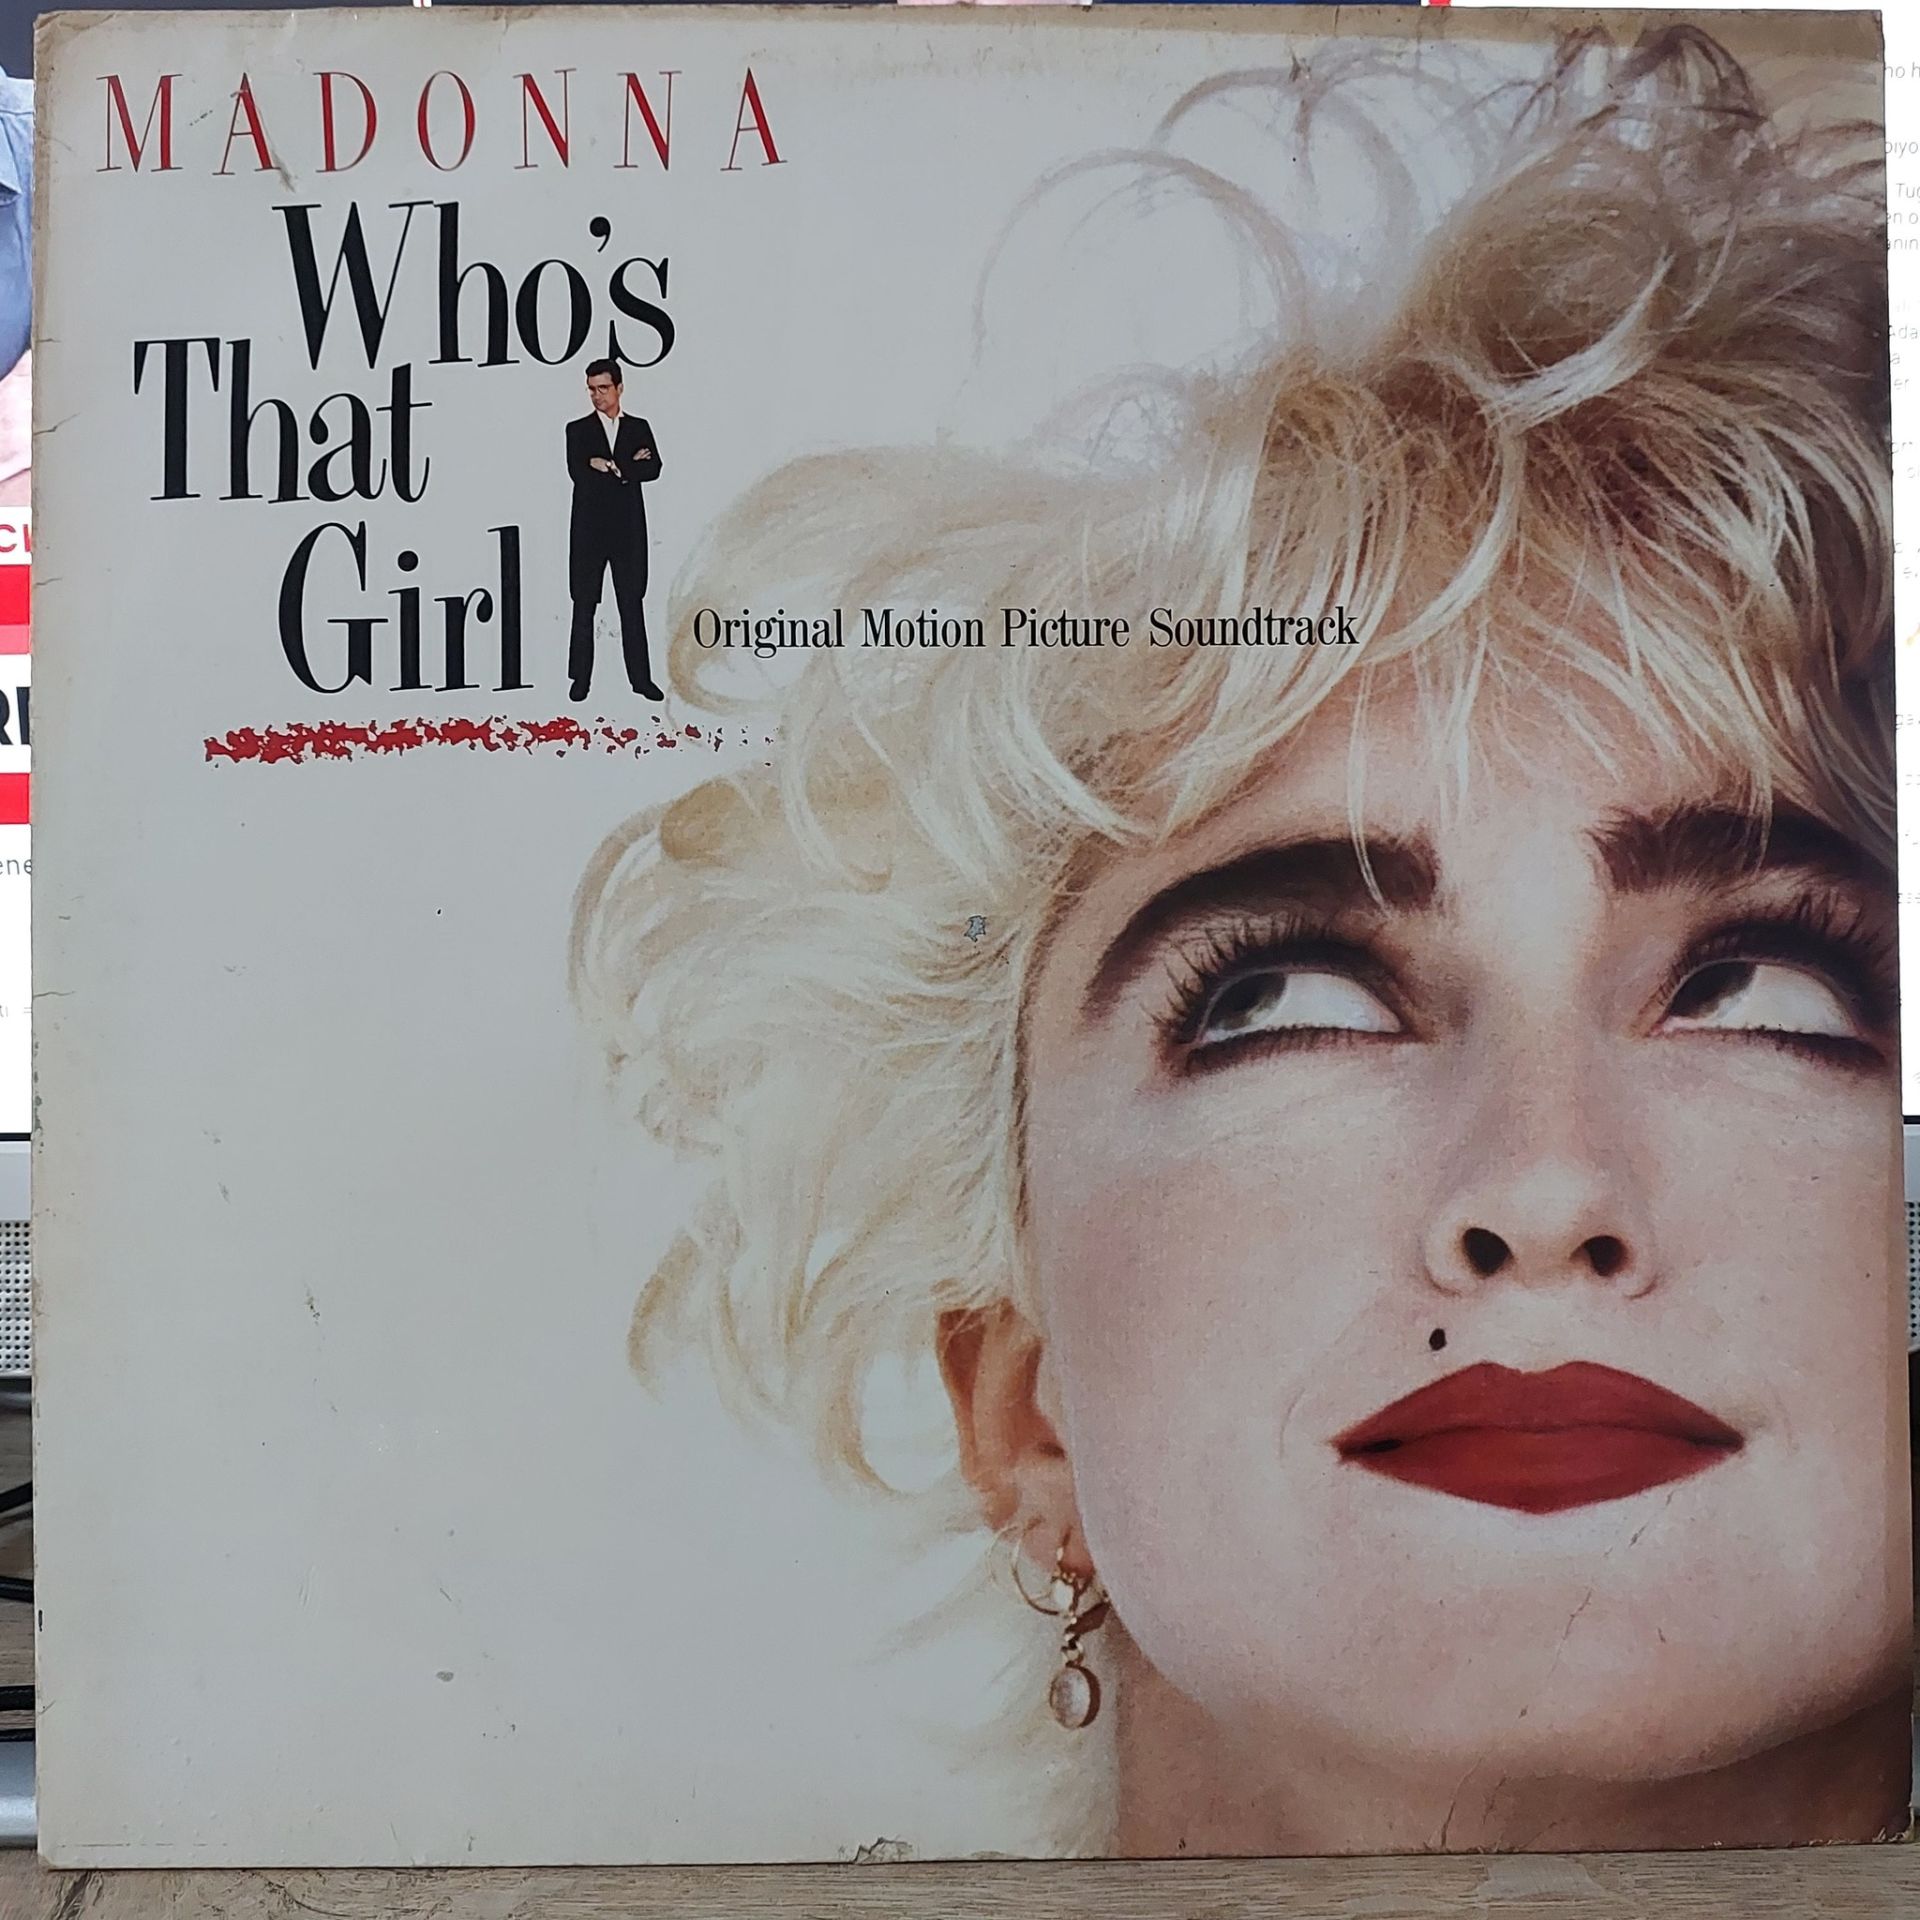 MADONNA
Who's
That
Girl
Original Motion Picture Soundtrack